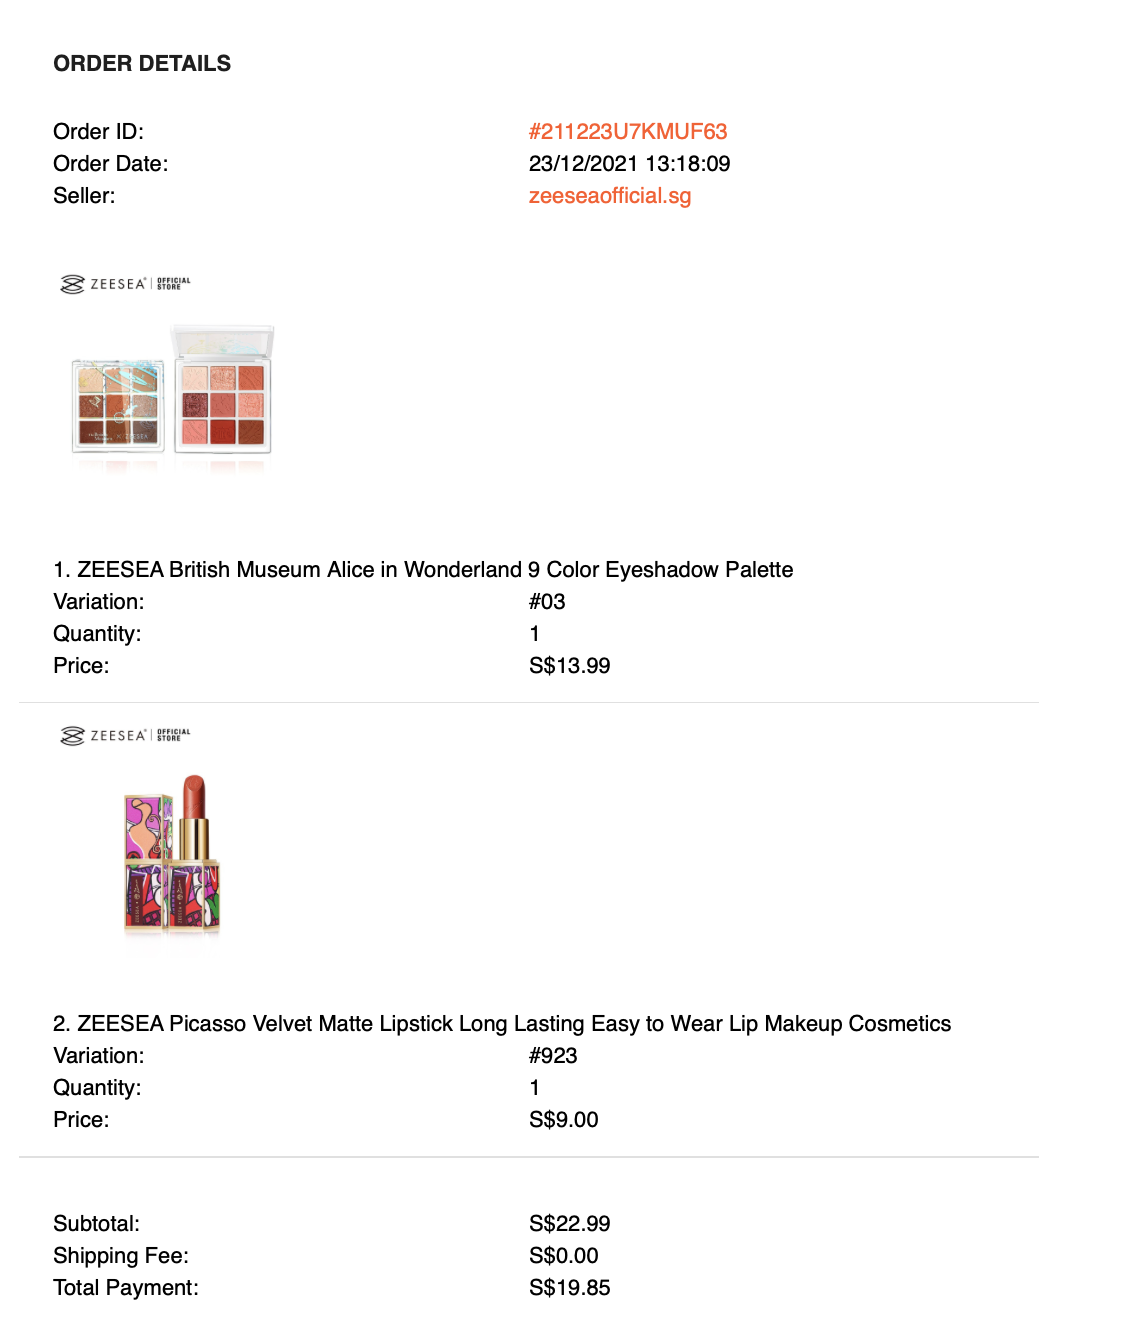 ORDER DETAILS
Order ID: #211223U7KMUF63
Order Date: 23/12/2021 13:18:09
Seller: zeeseaofficial.sg
ZEESEA® | OFFICIAL STORE
1. ZEESEA British Museum Alice in Wonderland 9 Color Eyeshadow Palette
Variation: #03
Quantity: 1
Price: S$13.99
ZEESEA® | OFFICIAL STORE
2. ZEESEA Picasso Velvet Matte Lipstick Long Lasting Easy to Wear Lip Makeup Cosmetics
Variation: #923
Quantity: 1
Price: S$9.00
Subtotal: S$22.99
Shipping Fee: S$0.00
Total Payment: S$19.85